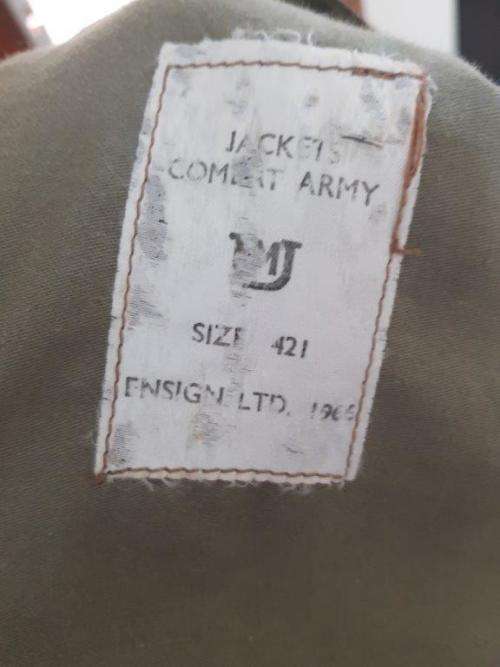 JACKETS
COMBAT ARMY
SIZE 421
ENSIGN LTD.